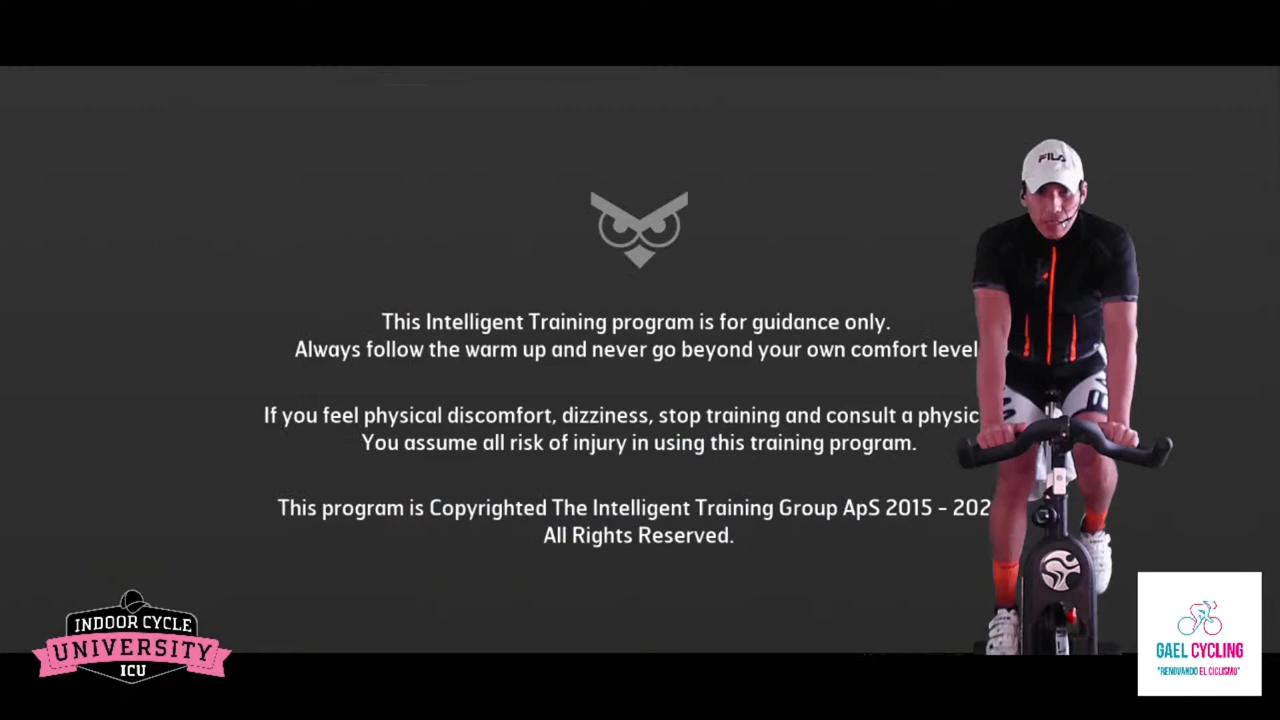 FILA
This Intelligent Training program is for guidance only.
Always follow the warm up and never go beyond your own comfort level
If you feel physical discomfort, dizziness, stop training and consult a physic
You assume all risk of injury in using this training program.
This program is Copyrighted The Intelligent Training Group ApS 2015 - 202
All Rights Reserved.
INDOOR CYCLE
UNIVERSITY
ICU
GAEL CYCLING
"RENOVANDO EL CICLISMO"